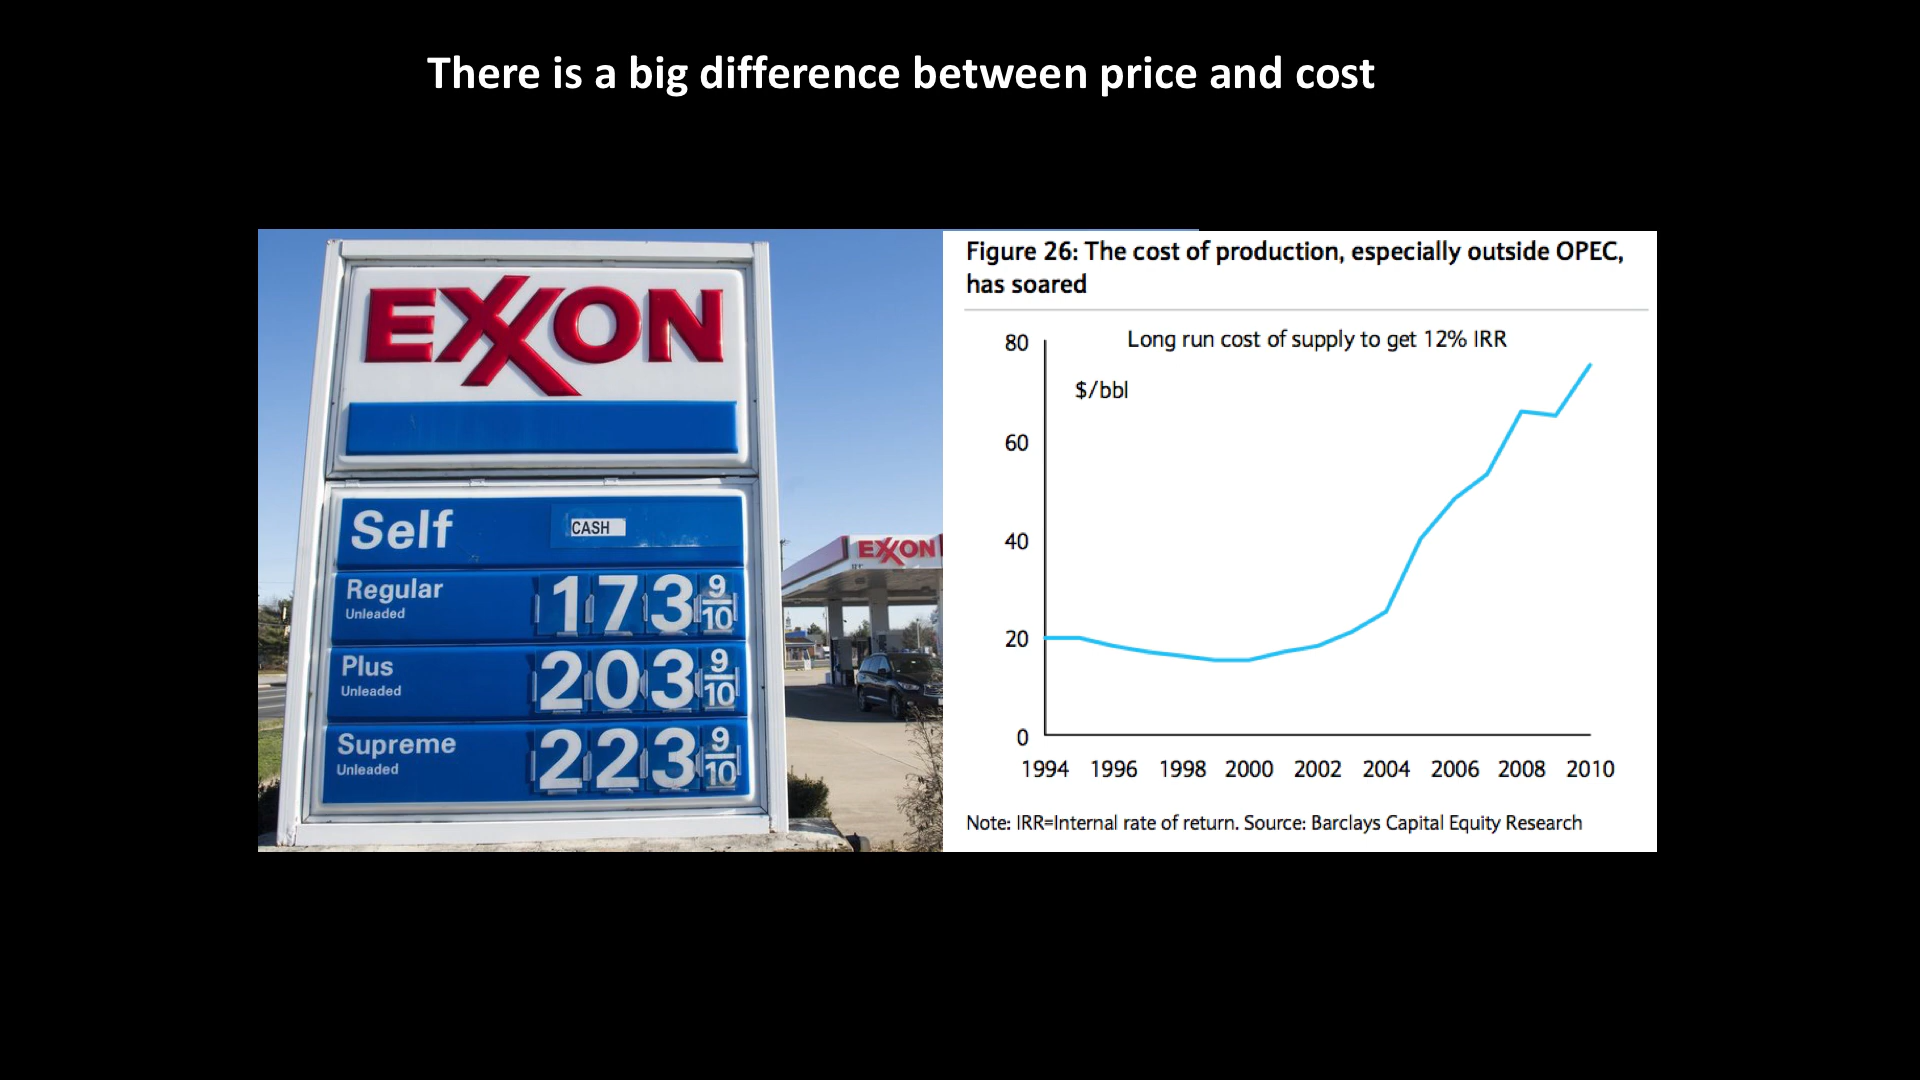 There is a big difference between price and cost
EXXON
Self
CASH
Regular
Unleaded
173 9/10
Plus
Unleaded
203 9/10
Supreme
Unleaded
223 9/10
EXXON
Figure 26: The cost of production, especially outside OPEC,
has soared
Long run cost of supply to get 12% IRR
$/bbl
80
60
40
20
0
1994 1996 1998 2000 2002 2004 2006 2008 2010
Note: IRR=Internal rate of return. Source: Barclays Capital Equity Research